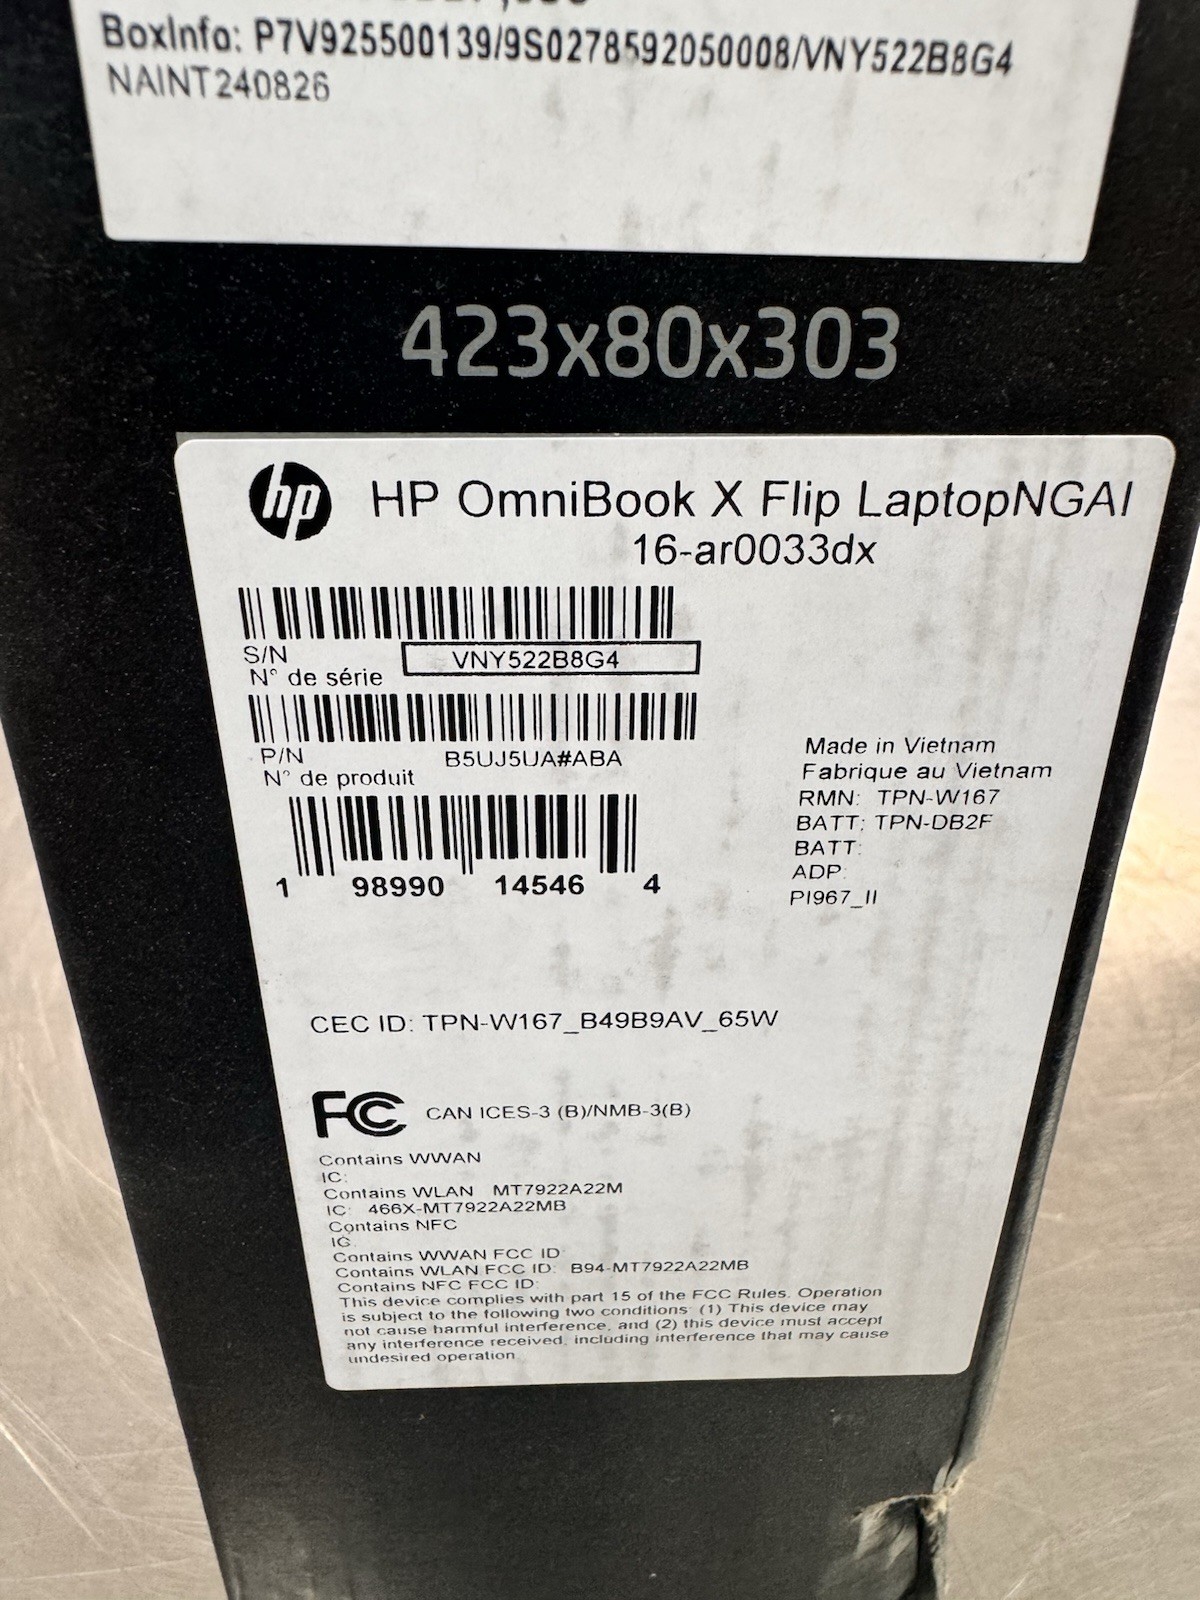 BoxInfo: P7V925500139/9S0278592050008/VNY522B8G4
NAINT240826
423x80x303
hp HP OmniBook X Flip LaptopNGAI
16-ar0033dx
S/N VNY522B8G4
N° de série
P/N B5UJ5UA#ABA
N° de produit
1 98990 14546 4
Made in Vietnam
Fabrique au Vietnam
RMN: TPN-W167
BATT: TPN-DB2F
BATT:
ADP:
PI967_II
CEC ID: TPN-W167_B49B9AV_65W
FC CAN ICES-3 (B)/NMB-3(B)
Contains WWAN
IC:
Contains WLAN MT7922A22M
IC: 466X-MT7922A22MB
Contains NFC
IC:
Contains WWAN FCC ID
Contains WLAN FCC ID: B94-MT7922A22MB
Contains NFC FCC ID:
This device complies with part 15 of the FCC Rules. Operation
is subject to the following two conditions: (1) This device may
not cause harmful interference, and (2) this device must accept
any interference received, including interference that may cause
undesired operation.